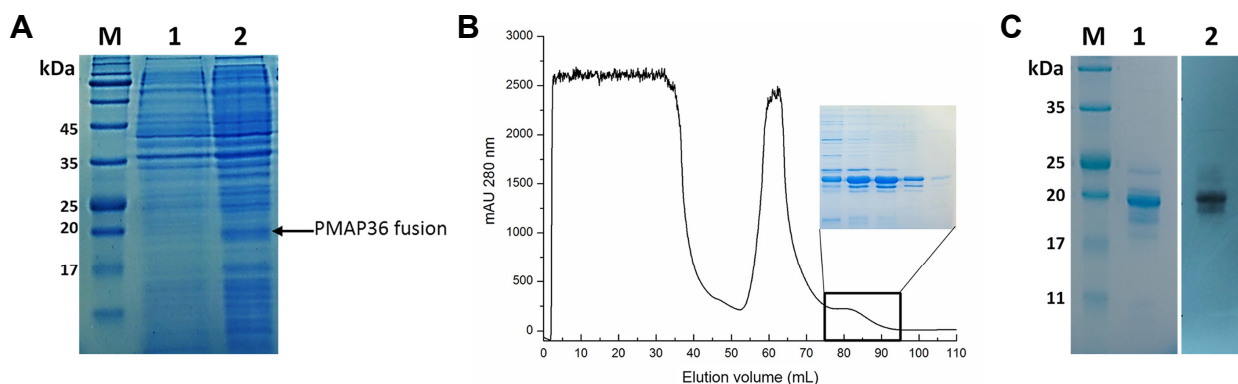 A
M 1 2
kDa
45
35
25
20
17
PMAP36 fusion
B
3000
2500
2000
1500
1000
500
0
mAU 280 nm
0 10 20 30 40 50 60 70 80 90 100 110
Elution volume (mL)
C
M 1 2
kDa
35
25
20
17
11